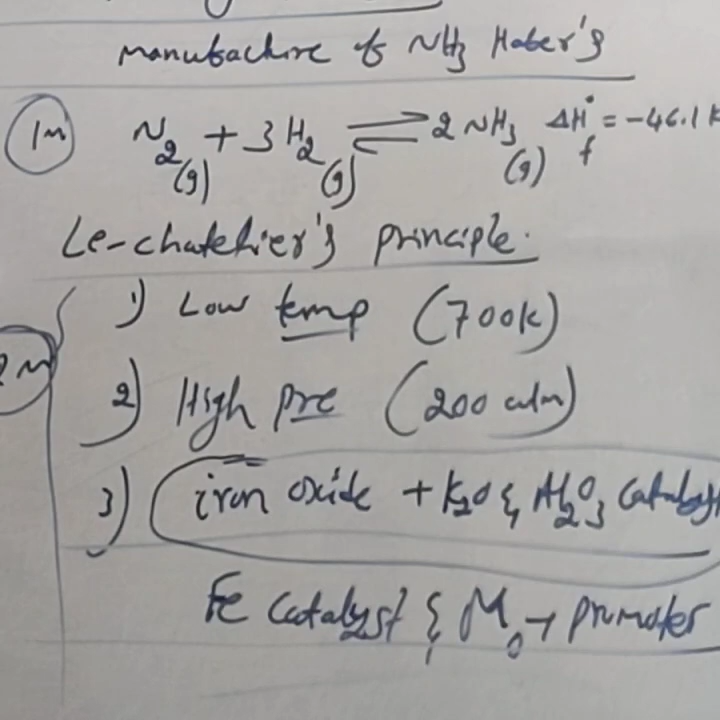 Manufacture of NH3 Haber's
1M N2(g) + 3H2(g) ⇌ 2NH3(g) ΔH°f = -46.1 k
Le-chatelier's principle.
1) Low temp (700k)
2M 2) High pre (200 atm)
3) iron oxide + K2O & Al2O3 Catalyst
Fe Catalyst & Mo → promoter